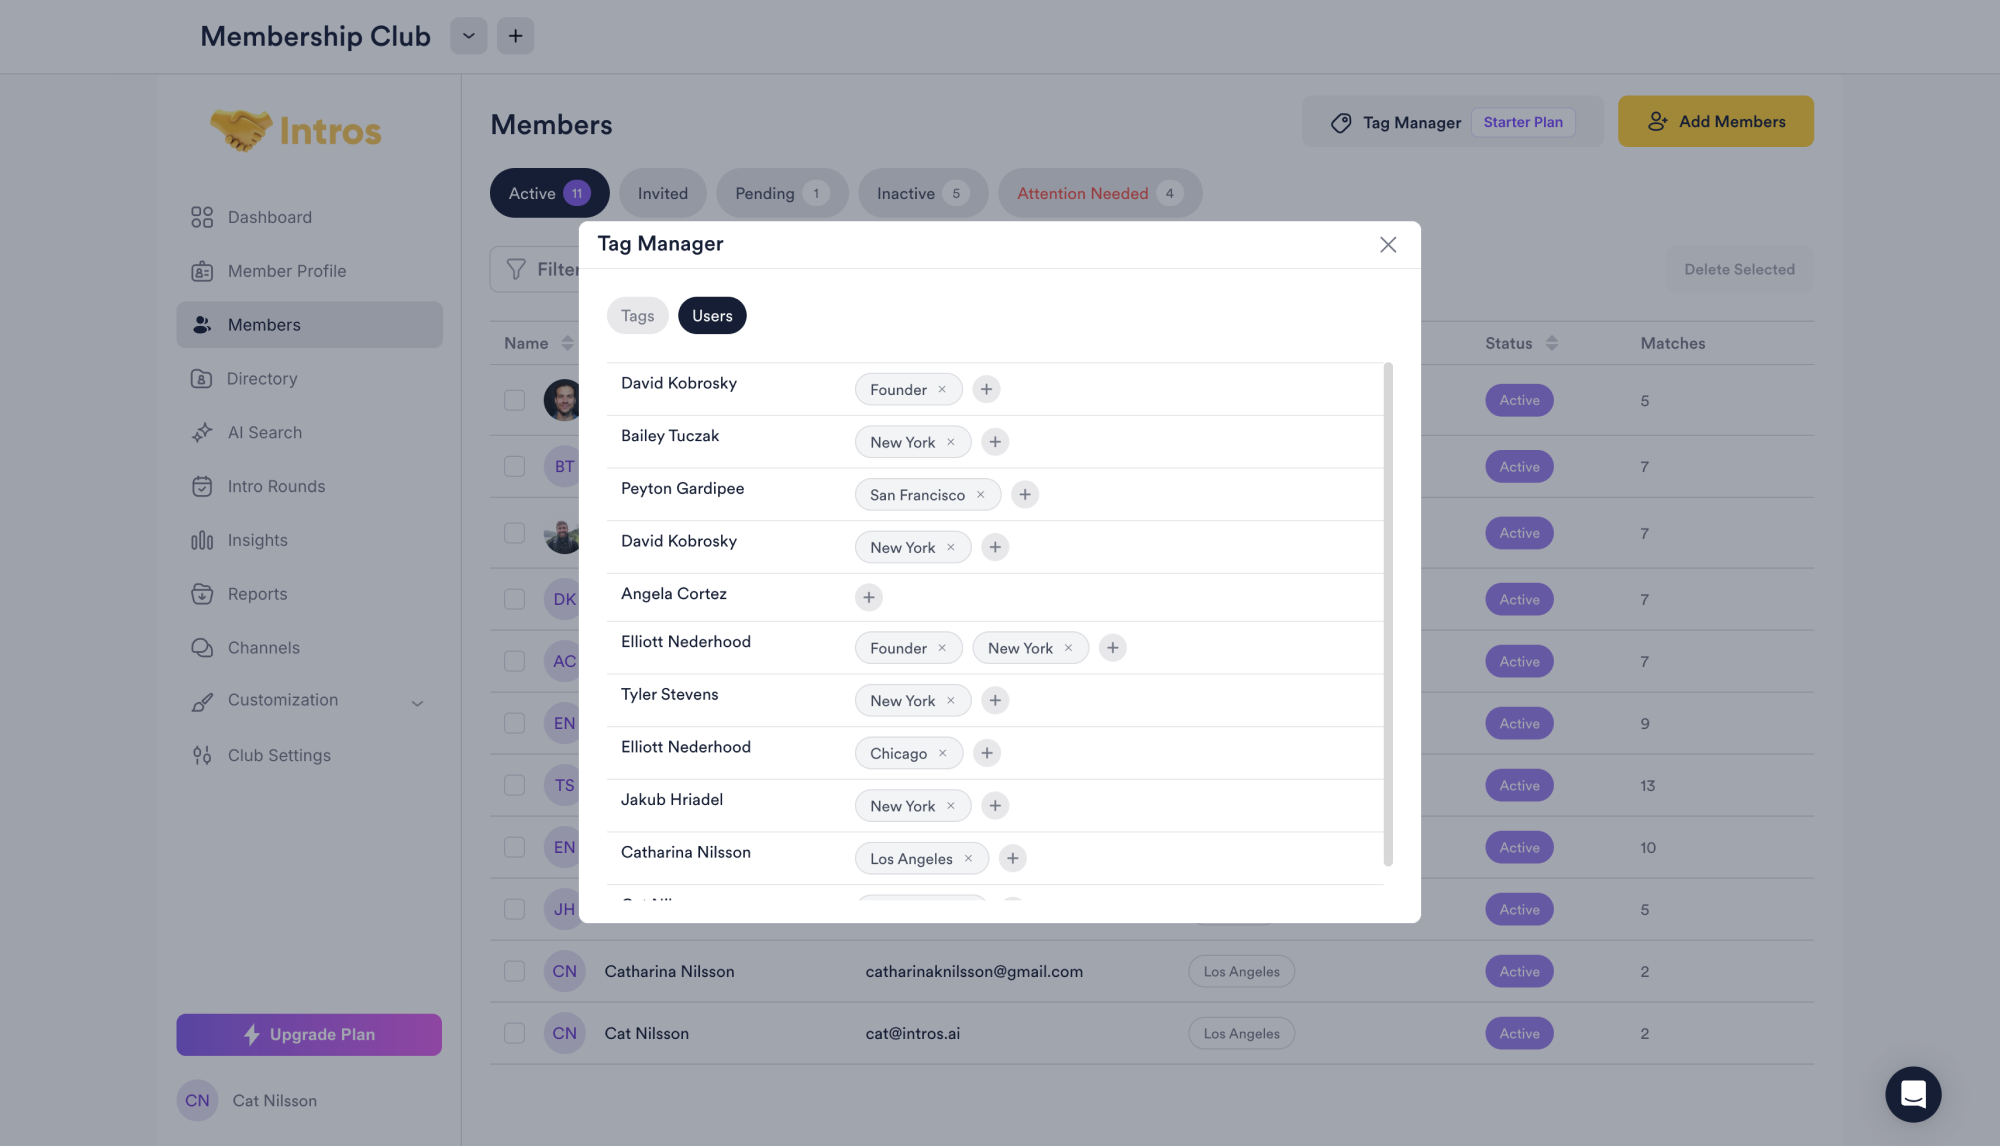 Membership Club
Intros
Dashboard
Member Profile
Members
Directory
AI Search
Intro Rounds
Insights
Reports
Channels
Customization
Club Settings
Upgrade Plan
CN Cat Nilsson
Members
Tag Manager Starter Plan
Add Members
Active 11
Invited
Pending 1
Inactive 5
Attention Needed 4
Filter
Delete Selected
Name
Status
Matches
Active 5
BT Active 7
Active 7
DK Active 7
AC Active 7
EN Active 9
TS Active 13
EN Active 10
JH Active 5
CN Catharina Nilsson catharinaknilsson@gmail.com Los Angeles Active 2
CN Cat Nilsson cat@intros.ai Los Angeles Active 2
Tag Manager
Tags Users
David Kobrosky Founder × +
Bailey Tuczak New York × +
Peyton Gardipee San Francisco × +
David Kobrosky New York × +
Angela Cortez +
Elliott Nederhood Founder × New York × +
Tyler Stevens New York × +
Elliott Nederhood Chicago × +
Jakub Hriadel New York × +
Catharina Nilsson Los Angeles × +